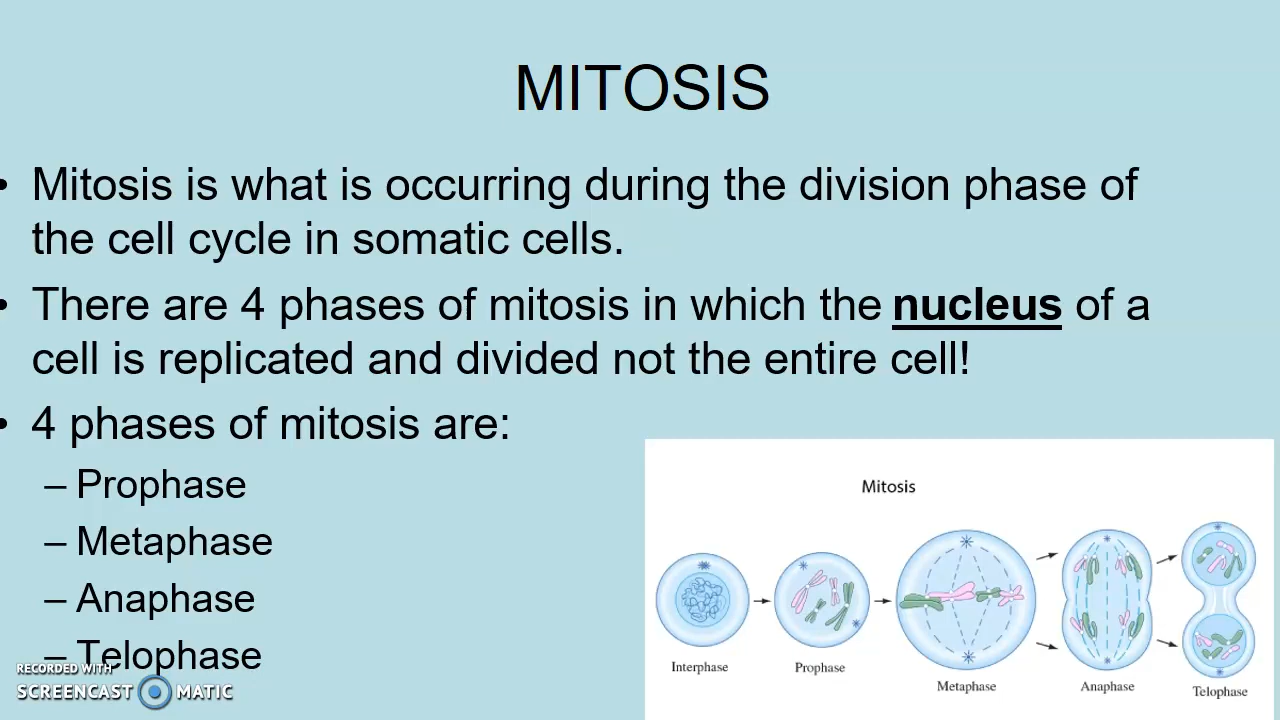 MITOSIS
• Mitosis is what is occurring during the division phase of
the cell cycle in somatic cells.
• There are 4 phases of mitosis in which the nucleus of a
cell is replicated and divided not the entire cell!
• 4 phases of mitosis are:
– Prophase
– Metaphase
– Anaphase
– Telophase
Mitosis
Interphase
Prophase
Metaphase
Anaphase
Telophase
RECORDED WITH
SCREENCAST MATIC